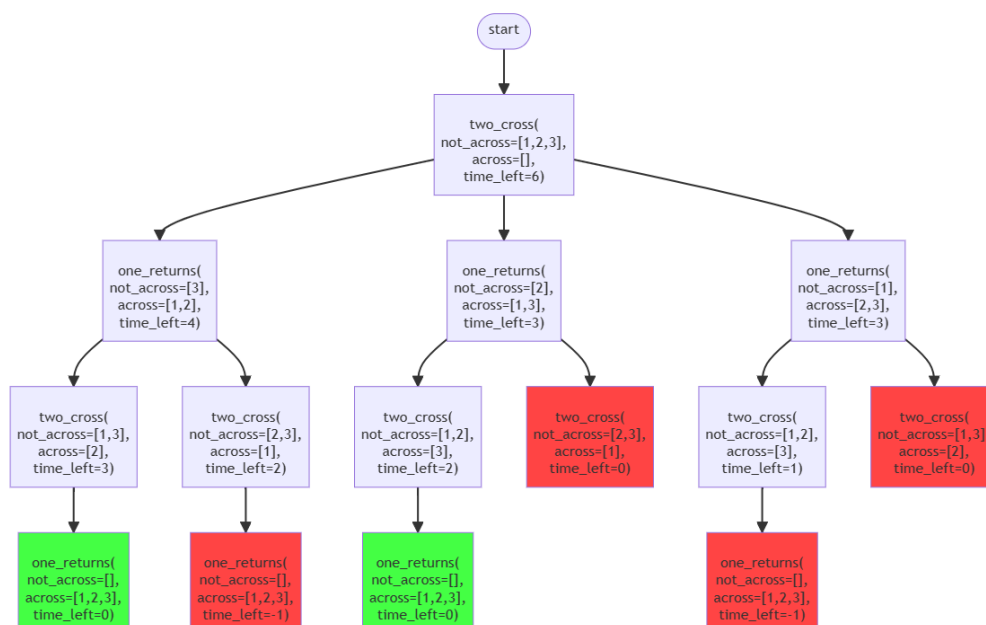 start
two_cross(
not_across=[1,2,3],
across=[],
time_left=6)
one_returns(
not_across=[3],
across=[1,2],
time_left=4)
one_returns(
not_across=[2],
across=[1,3],
time_left=3)
one_returns(
not_across=[1],
across=[2,3],
time_left=3)
two_cross(
not_across=[1,3],
across=[2],
time_left=3)
two_cross(
not_across=[2,3],
across=[1],
time_left=2)
two_cross(
not_across=[1,2],
across=[3],
time_left=2)
two_cross(
not_across=[2,3],
across=[1],
time_left=0)
two_cross(
not_across=[1,2],
across=[3],
time_left=1)
two_cross(
not_across=[1,3],
across=[2],
time_left=0)
one_returns(
not_across=[],
across=[1,2,3],
time_left=0)
one_returns(
not_across=[],
across=[1,2,3],
time_left=-1)
one_returns(
not_across=[],
across=[1,2,3],
time_left=0)
one_returns(
not_across=[],
across=[1,2,3],
time_left=-1)